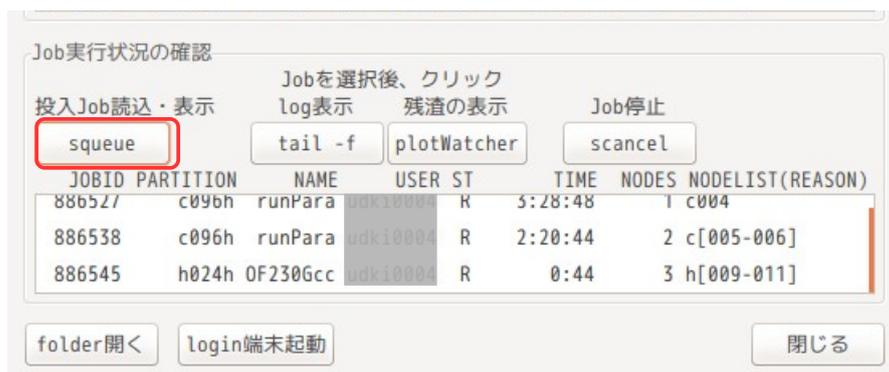 Job実行状況の確認
Jobを選択後、クリック
投入Job読込・表示 log表示 残渣の表示 Job停止
squeue tail -f plotWatcher scancel
JOBID PARTITION NAME USER ST TIME NODES NODELIST(REASON)
886527 c096h runPara udki0004 R 3:28:48 1 c004
886538 c096h runPara udki0004 R 2:20:44 2 c[005-006]
886545 h024h OF230Gcc udki0004 R 0:44 3 h[009-011]
folder開く login端末起動 閉じる